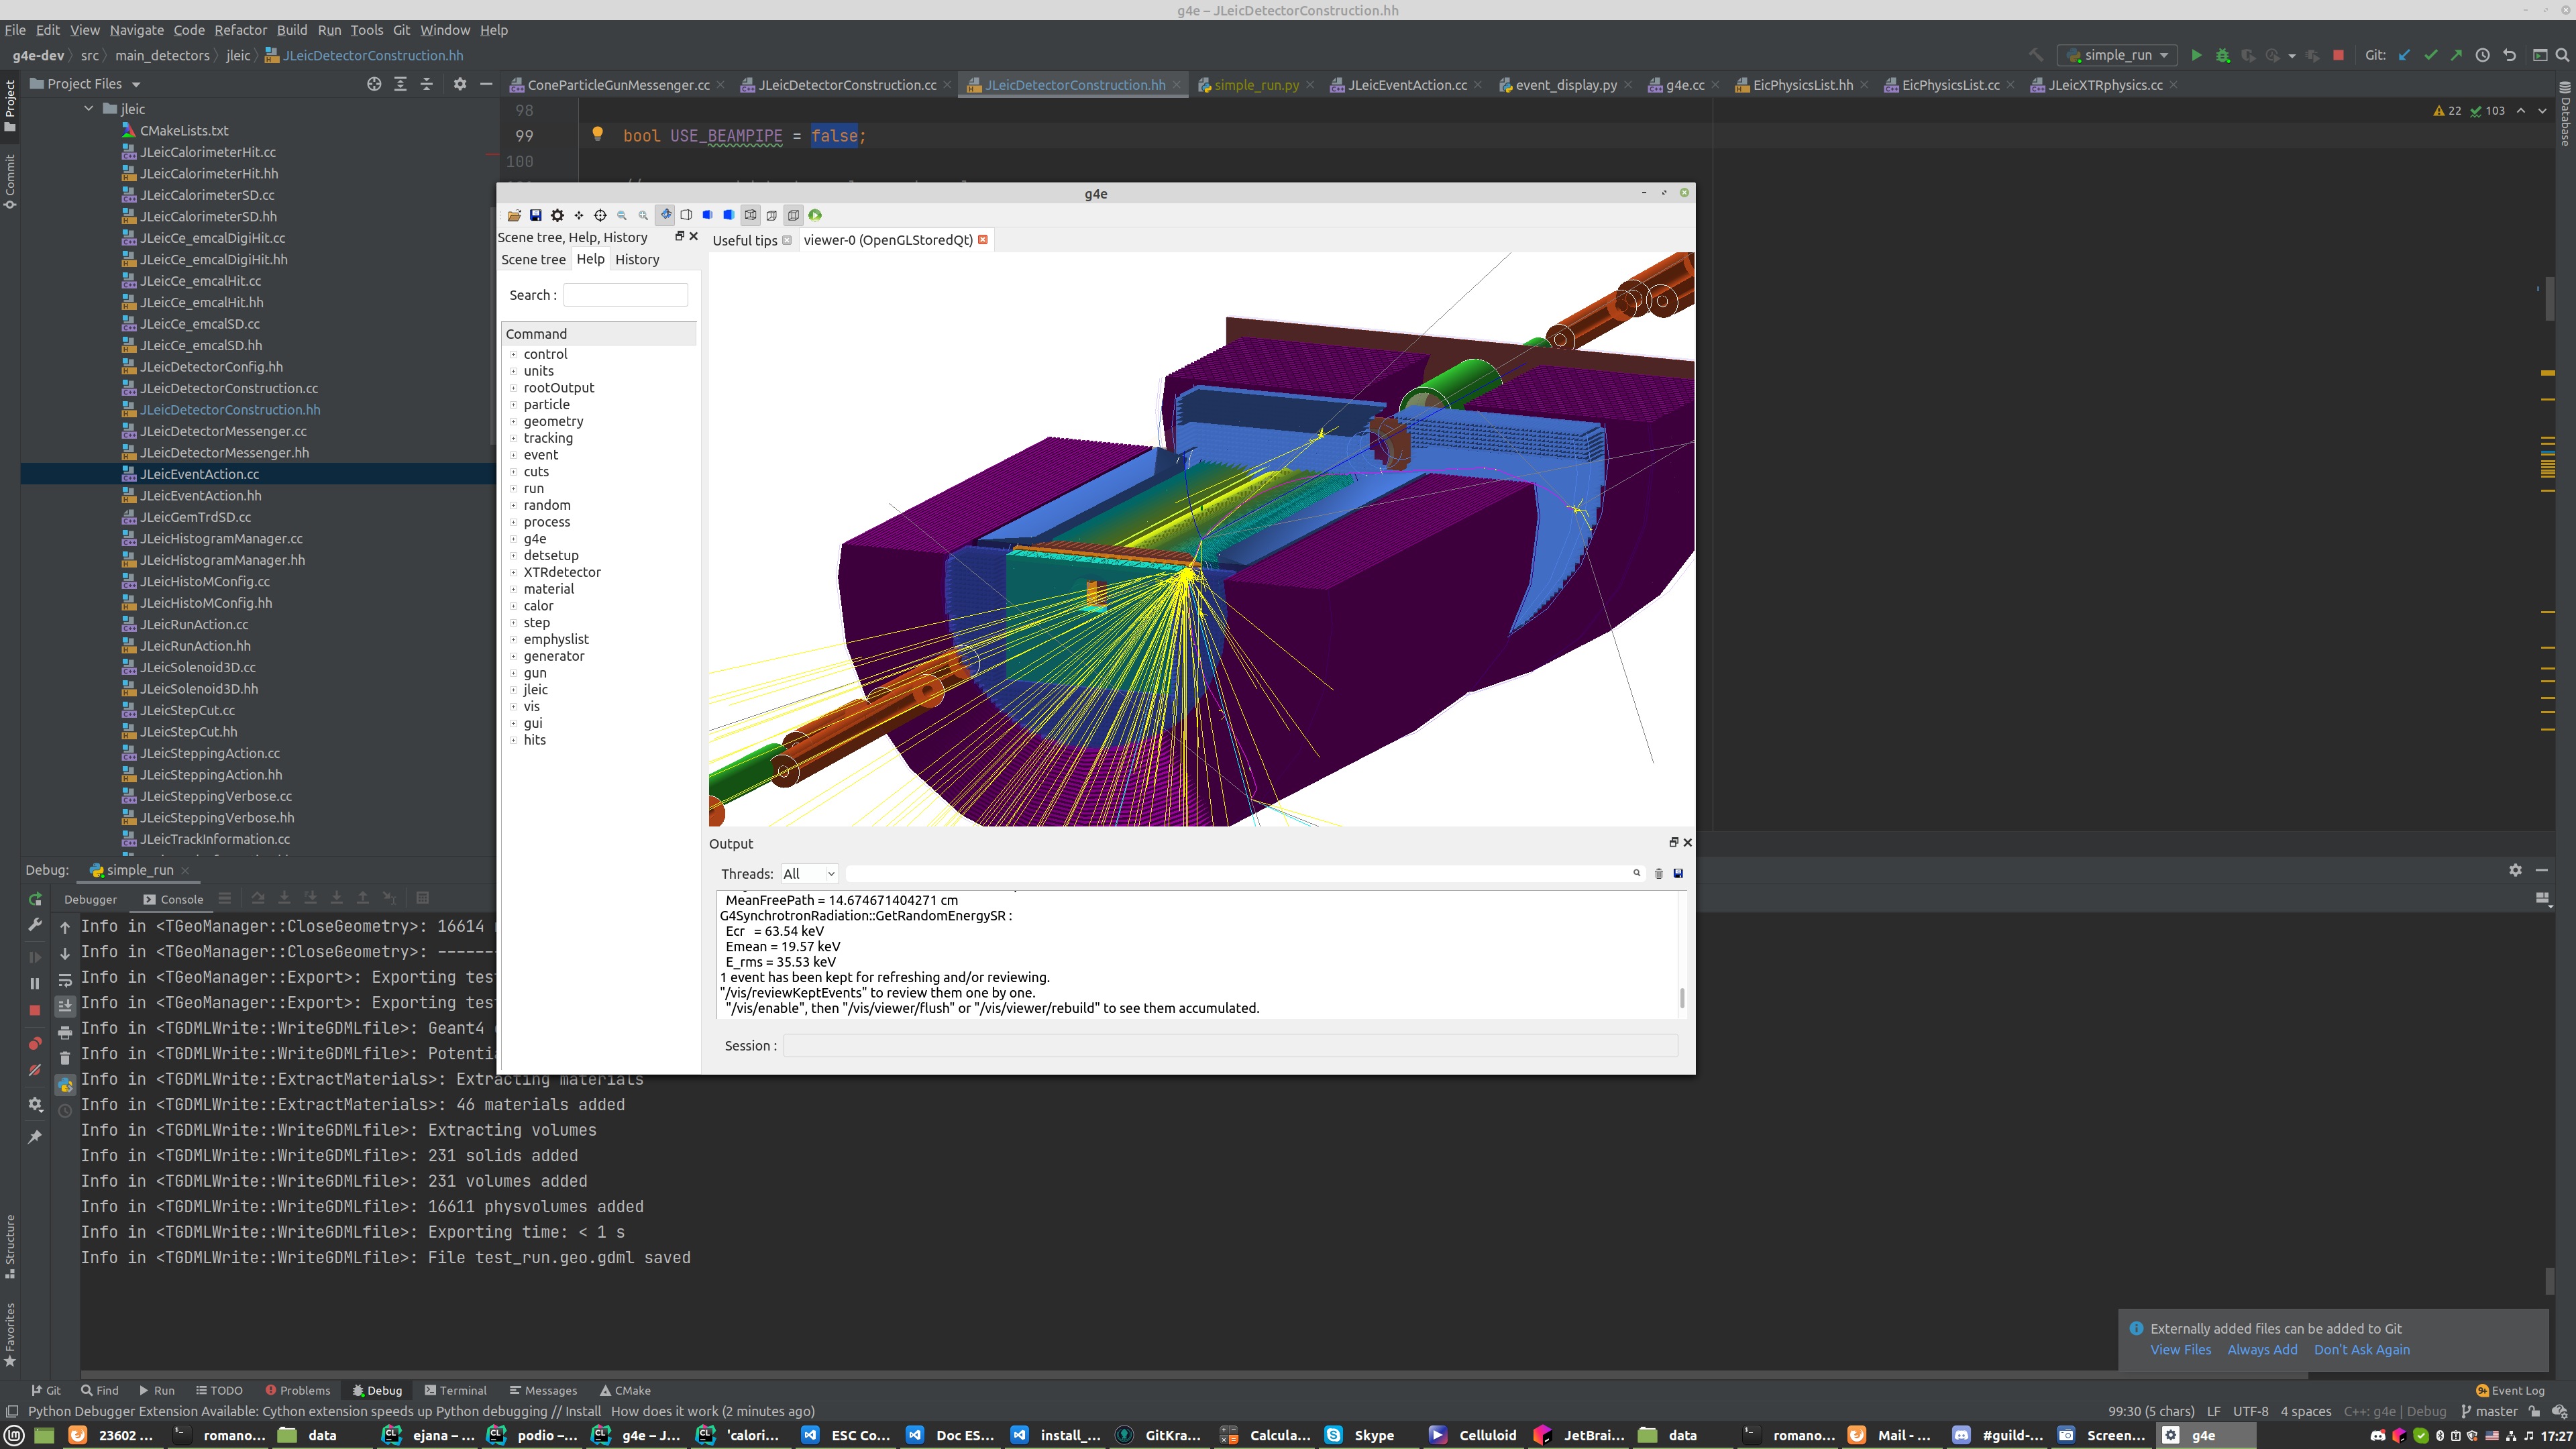 g4e – JLeicDetectorConstruction.hh
File Edit View Navigate Code Refactor Build Run Tools Git Window Help
g4e-dev src main_detectors jleic JLeicDetectorConstruction.hh
simple_run Git:
Project Files
ConeParticleGunMessenger.cc JLeicDetectorConstruction.cc JLeicDetectorConstruction.hh simple_run.py JLeicEventAction.cc event_display.py g4e.cc EicPhysicsList.hh EicPhysicsList.cc JLeicXTRphysics.cc
Project
Commit
Structure
Favorites
Database
jleic
CMakeLists.txt
JLeicCalorimeterHit.cc
JLeicCalorimeterHit.hh
JLeicCalorimeterSD.cc
JLeicCalorimeterSD.hh
JLeicCe_emcalDigiHit.cc
JLeicCe_emcalDigiHit.hh
JLeicCe_emcalHit.cc
JLeicCe_emcalHit.hh
JLeicCe_emcalSD.cc
JLeicCe_emcalSD.hh
JLeicDetectorConfig.hh
JLeicDetectorConstruction.cc
JLeicDetectorConstruction.hh
JLeicDetectorMessenger.cc
JLeicDetectorMessenger.hh
JLeicEventAction.cc
JLeicEventAction.hh
JLeicGemTrdSD.cc
JLeicHistogramManager.cc
JLeicHistogramManager.hh
JLeicHistoMConfig.cc
JLeicHistoMConfig.hh
JLeicRunAction.cc
JLeicRunAction.hh
JLeicSolenoid3D.cc
JLeicSolenoid3D.hh
JLeicStepCut.cc
JLeicStepCut.hh
JLeicSteppingAction.cc
JLeicSteppingAction.hh
JLeicSteppingVerbose.cc
JLeicSteppingVerbose.hh
JLeicTrackInformation.cc
98
99 bool USE_BEAMPIPE = false;
100
22 103
g4e
Scene tree, Help, History
Useful tips viewer-0 (OpenGLStoredQt)
Scene tree Help History
Search :
Command
control
units
rootOutput
particle
geometry
tracking
event
cuts
run
random
process
g4e
detsetup
XTRdetector
material
calor
step
emphyslist
generator
gun
jleic
vis
gui
hits
Output
Threads: All
MeanFreePath = 14.674671404271 cm
G4SynchrotronRadiation::GetRandomEnergySR :
Ecr = 63.54 keV
Emean = 19.57 keV
E_rms = 35.53 keV
1 event has been kept for refreshing and/or reviewing.
"/vis/reviewKeptEvents" to review them one by one.
"/vis/enable", then "/vis/viewer/flush" or "/vis/viewer/rebuild" to see them accumulated.
Session :
Debug: simple_run
Debugger Console
Info in <TGeoManager::CloseGeometry>: 16614
Info in <TGeoManager::CloseGeometry>: -------
Info in <TGeoManager::Export>: Exporting tes
Info in <TGeoManager::Export>: Exporting tes
Info in <TGDMLWrite::WriteGDMLfile>: Geant4
Info in <TGDMLWrite::WriteGDMLfile>: Potentia
Info in <TGDMLWrite::ExtractMaterials>: Extracting materials
Info in <TGDMLWrite::ExtractMaterials>: 46 materials added
Info in <TGDMLWrite::WriteGDMLfile>: Extracting volumes
Info in <TGDMLWrite::WriteGDMLfile>: 231 solids added
Info in <TGDMLWrite::WriteGDMLfile>: 231 volumes added
Info in <TGDMLWrite::WriteGDMLfile>: 16611 physvolumes added
Info in <TGDMLWrite::WriteGDMLfile>: Exporting time: < 1 s
Info in <TGDMLWrite::WriteGDMLfile>: File test_run.geo.gdml saved
Externally added files can be added to Git
View Files Always Add Don't Ask Again
Git Find Run TODO Problems Debug Terminal Messages CMake
9+ Event Log
Python Debugger Extension Available: Cython extension speeds up Python debugging // Install How does it work (2 minutes ago)
99:30 (5 chars) LF UTF-8 4 spaces C++: g4e | Debug master
23602 ... romano... data ejana – ... podio –... g4e – J... 'calori... ESC Co... Doc ES... install_... GitKra... Calcula... Skype Celluloid JetBrai... data romano... Mail - ... #guild-... Screen... g4e 17:27